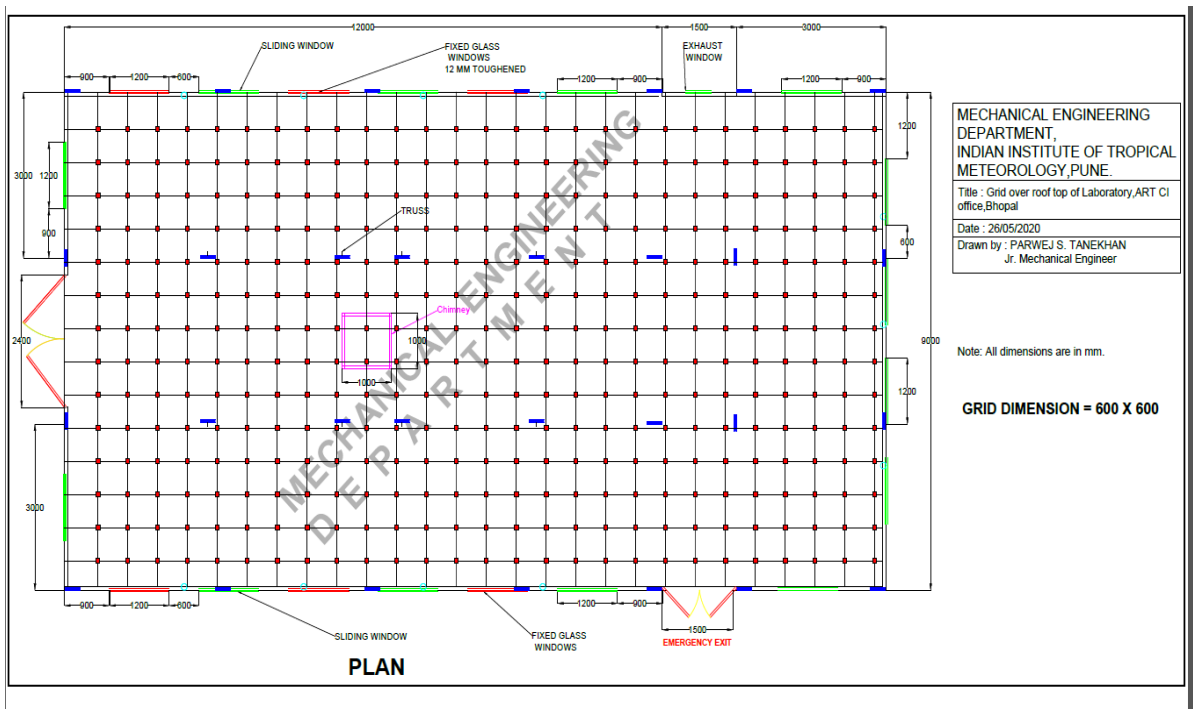 12000
1500
3000
SLIDING WINDOW
FIXED GLASS
WINDOWS
12 MM TOUGHENED
EXHAUST
WINDOW
900
1200
600
1200
900
1200
900
3000
1200
900
1200
600
TRUSS
Chimney
1000
1000
2400
9000
1200
3000
MECHANICAL ENGINEERING
DEPARTMENT
900
1200
600
1200
900
1500
SLIDING WINDOW
FIXED GLASS
WINDOWS
EMERGENCY EXIT
PLAN
MECHANICAL ENGINEERING
DEPARTMENT,
INDIAN INSTITUTE OF TROPICAL
METEOROLOGY,PUNE.
Title : Grid over roof top of Laboratory,ART CI
office,Bhopal
Date : 26/05/2020
Drawn by : PARWEJ S. TANEKHAN
Jr. Mechanical Engineer
Note: All dimensions are in mm.
GRID DIMENSION = 600 X 600